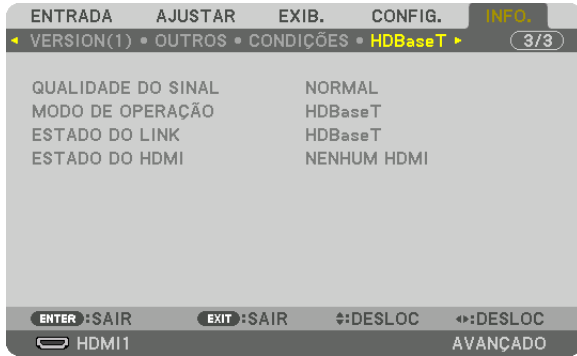 ENTRADA AJUSTAR EXIB. CONFIG. INFO.
VERSION(1) • OUTROS • CONDIÇÕES • HDBaseT 3/3
QUALIDADE DO SINAL NORMAL
MODO DE OPERAÇÃO HDBaseT
ESTADO DO LINK HDBaseT
ESTADO DO HDMI NENHUM HDMI
ENTER :SAIR EXIT :SAIR :DESLOC :DESLOC
HDMI1 AVANÇADO